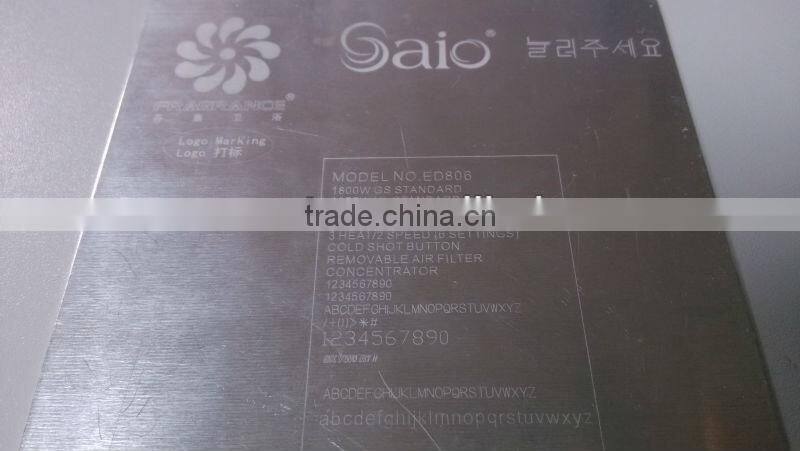 Saio® 눌러주세요
FRAGRANCE®
Logo Marking
Logo 打标
MODEL NO.ED806
1800W GS STANDARD
trade.china.cn
3 HEAT/2 SPEED (6 SETTINGS)
COLD SHOT BUTTON
REMOVABLE AIR FILTER
CONCENTRATOR
1234567890
1234567890
ABCDEFGHIJKLMNOPQRSTUVWXYZ
/+()>*#
1234567890
ABCDEFGHIJKLMNOPQRSTUVWXYZ
abcdefghijklmnopqrstuvwxyz